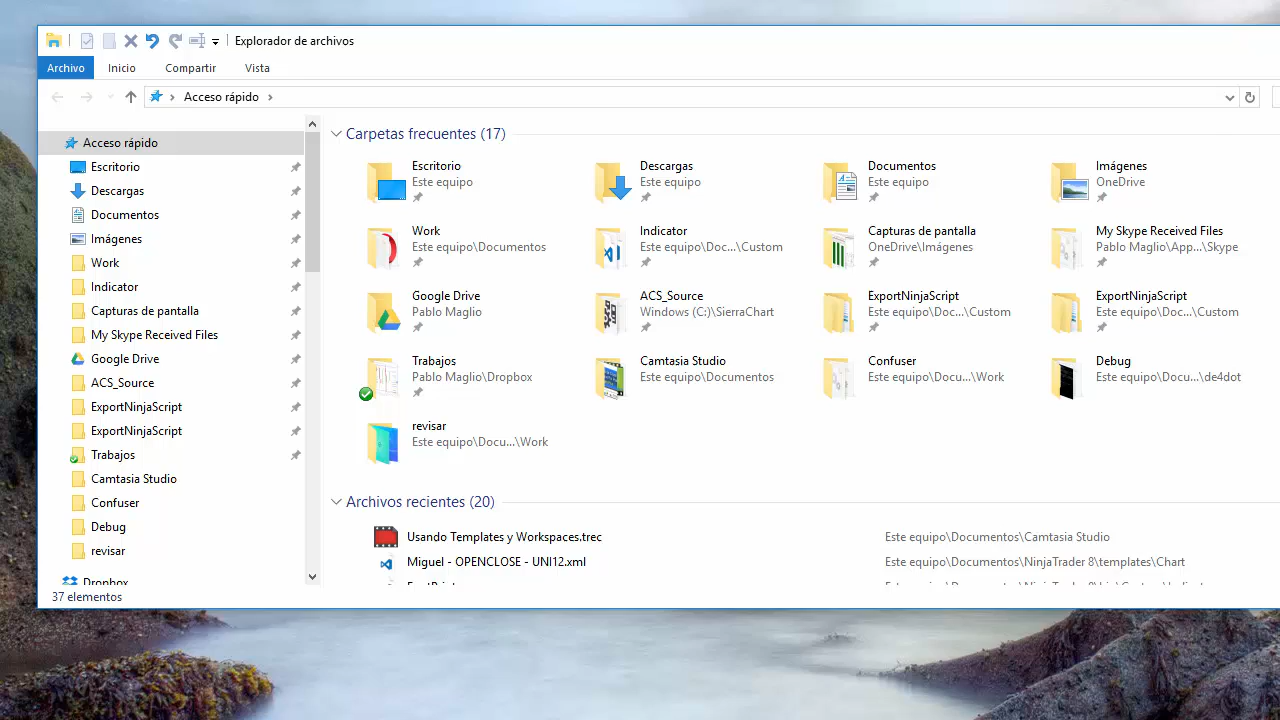 Explorador de archivos
Archivo Inicio Compartir Vista
Acceso rápido
Acceso rápido
Escritorio
Descargas
Documentos
Imágenes
Work
Indicator
Capturas de pantalla
My Skype Received Files
Google Drive
ACS_Source
ExportNinjaScript
ExportNinjaScript
Trabajos
Camtasia Studio
Confuser
Debug
revisar
Dropbox
Carpetas frecuentes (17)
Escritorio
Este equipo
Descargas
Este equipo
Documentos
Este equipo
Imágenes
OneDrive
Work
Este equipo\Documentos
Indicator
Este equipo\Doc...\Custom
Capturas de pantalla
OneDrive\Imágenes
My Skype Received Files
Pablo Maglio\App...\Skype
Google Drive
Pablo Maglio
ACS_Source
Windows (C:)\SierraChart
ExportNinjaScript
Este equipo\Doc...\Custom
ExportNinjaScript
Este equipo\Doc...\Custom
Trabajos
Pablo Maglio\Dropbox
Camtasia Studio
Este equipo\Documentos
Confuser
Este equipo\Docu...\Work
Debug
Este equipo\Docu...\de4dot
revisar
Este equipo\Docu...\Work
Archivos recientes (20)
Usando Templates y Workspaces.trec Este equipo\Documentos\Camtasia Studio
Miguel - OPENCLOSE - UNI12.xml Este equipo\Documentos\NinjaTrader 8\templates\Chart
37 elementos